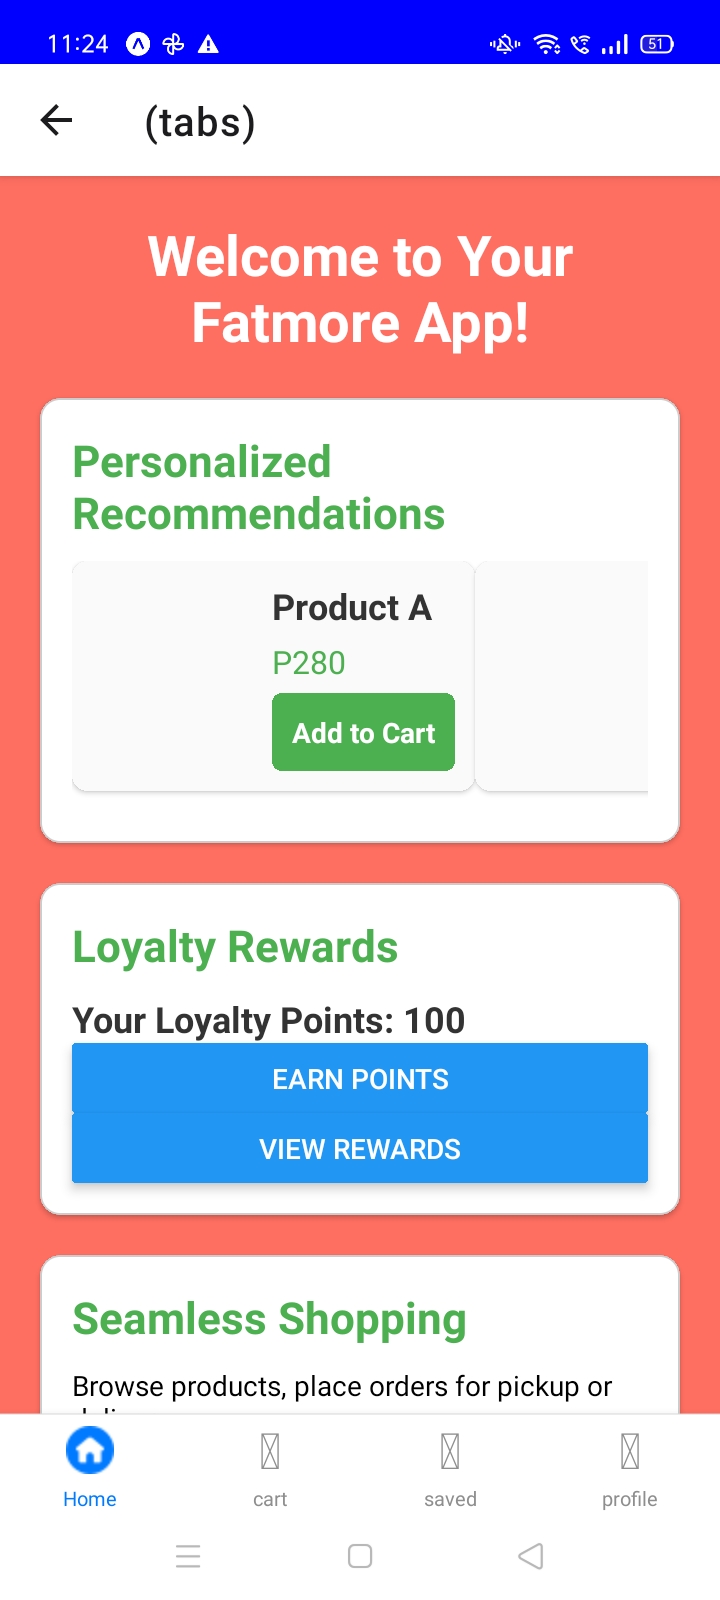 11:24
51
(tabs)
Welcome to Your
Fatmore App!
Personalized
Recommendations
Product A
P280
Add to Cart
Loyalty Rewards
Your Loyalty Points: 100
EARN POINTS
VIEW REWARDS
Seamless Shopping
Browse products, place orders for pickup or
Home
cart
saved
profile